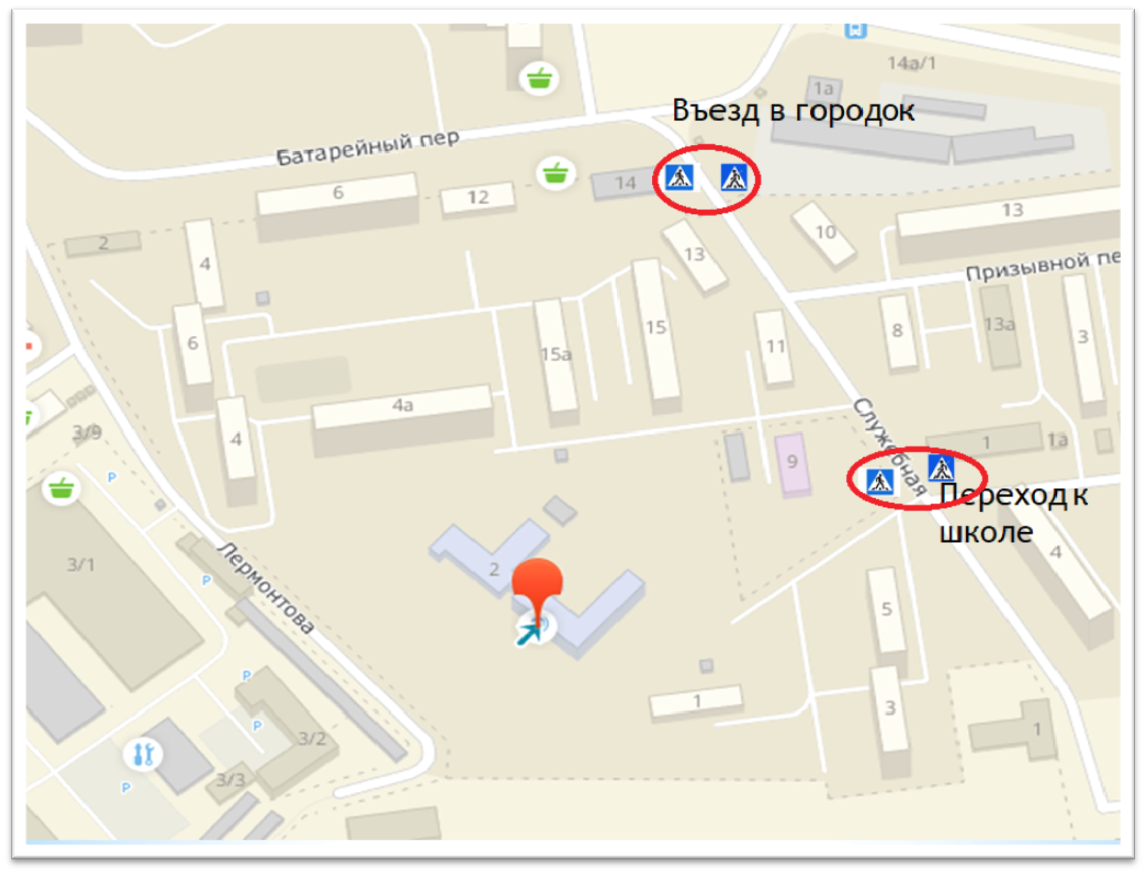 14а/1
1а
Въезд в городок
Батарейный пер
6
12
14
13
2
4
13
10
Призывной пе
6
15
15а
11
8
13а
3
4а
4
3/9
Р
9
Служебная
1
1а
Переход к
школе
4
3/1
Р
2
Лермонтова
5
Р
1
3
1
Р
3/2
3/3
Р